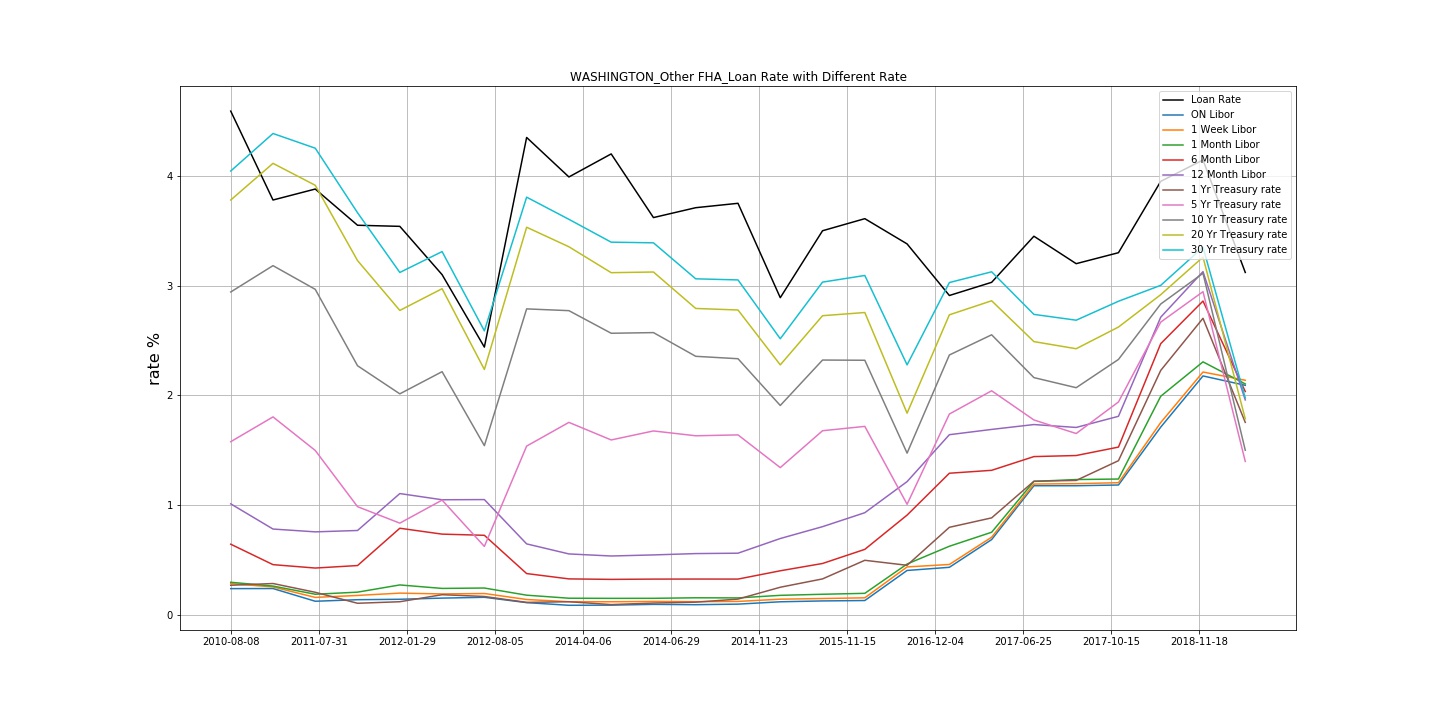 WASHINGTON_Other FHA_Loan Rate with Different Rate
Loan Rate
ON Libor
1 Week Libor
1 Month Libor
6 Month Libor
12 Month Libor
1 Yr Treasury rate
5 Yr Treasury rate
10 Yr Treasury rate
20 Yr Treasury rate
30 Yr Treasury rate
rate %
4
3
2
1
0
2010-08-08 2011-07-31 2012-01-29 2012-08-05 2014-04-06 2014-06-29 2014-11-23 2015-11-15 2016-12-04 2017-06-25 2017-10-15 2018-11-18